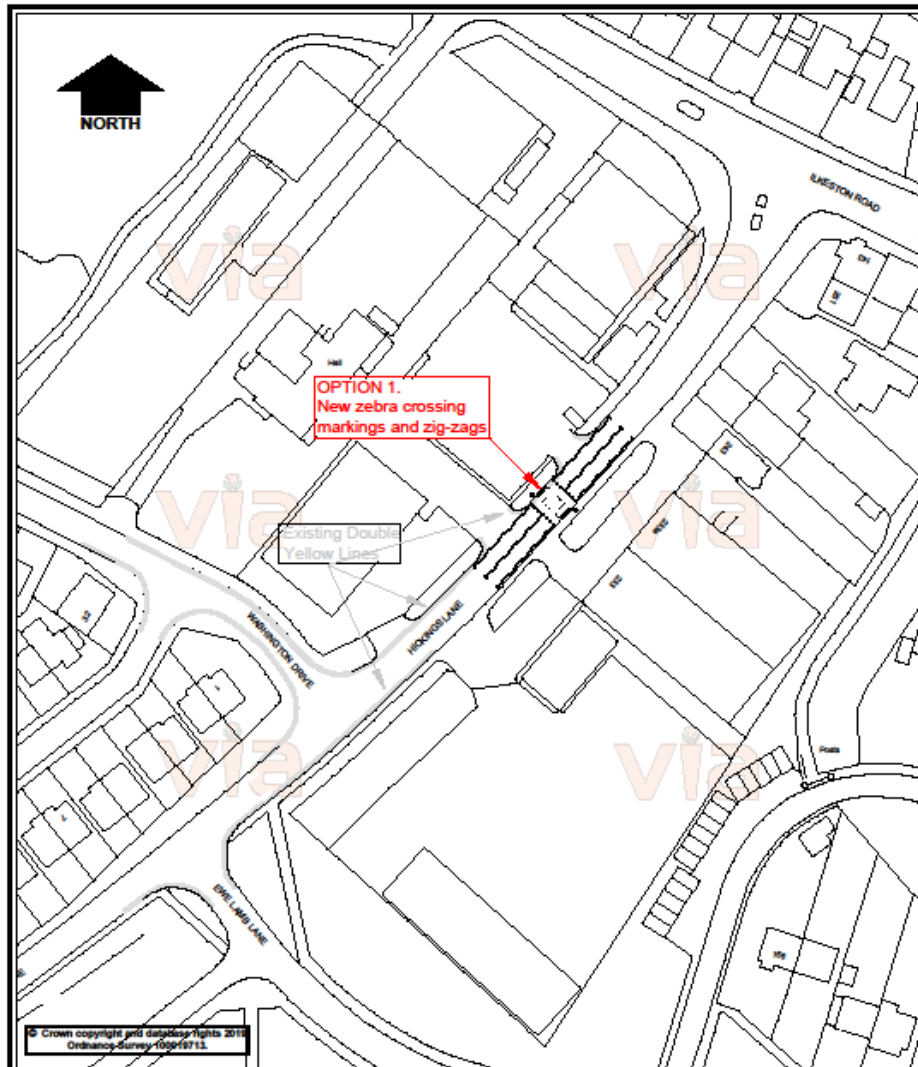 NORTH
ILKESTON ROAD
via
via
Hall
OPTION 1.
New zebra crossing
markings and zig-zags
via
via
Existing Double
Yellow Lines
32
WASHINGTON DRIVE
HICKINGS LANE
via
via
Posts
EWE LAMB LANE
© Crown copyright and database rights 2019
Ordnance Survey 100019713.